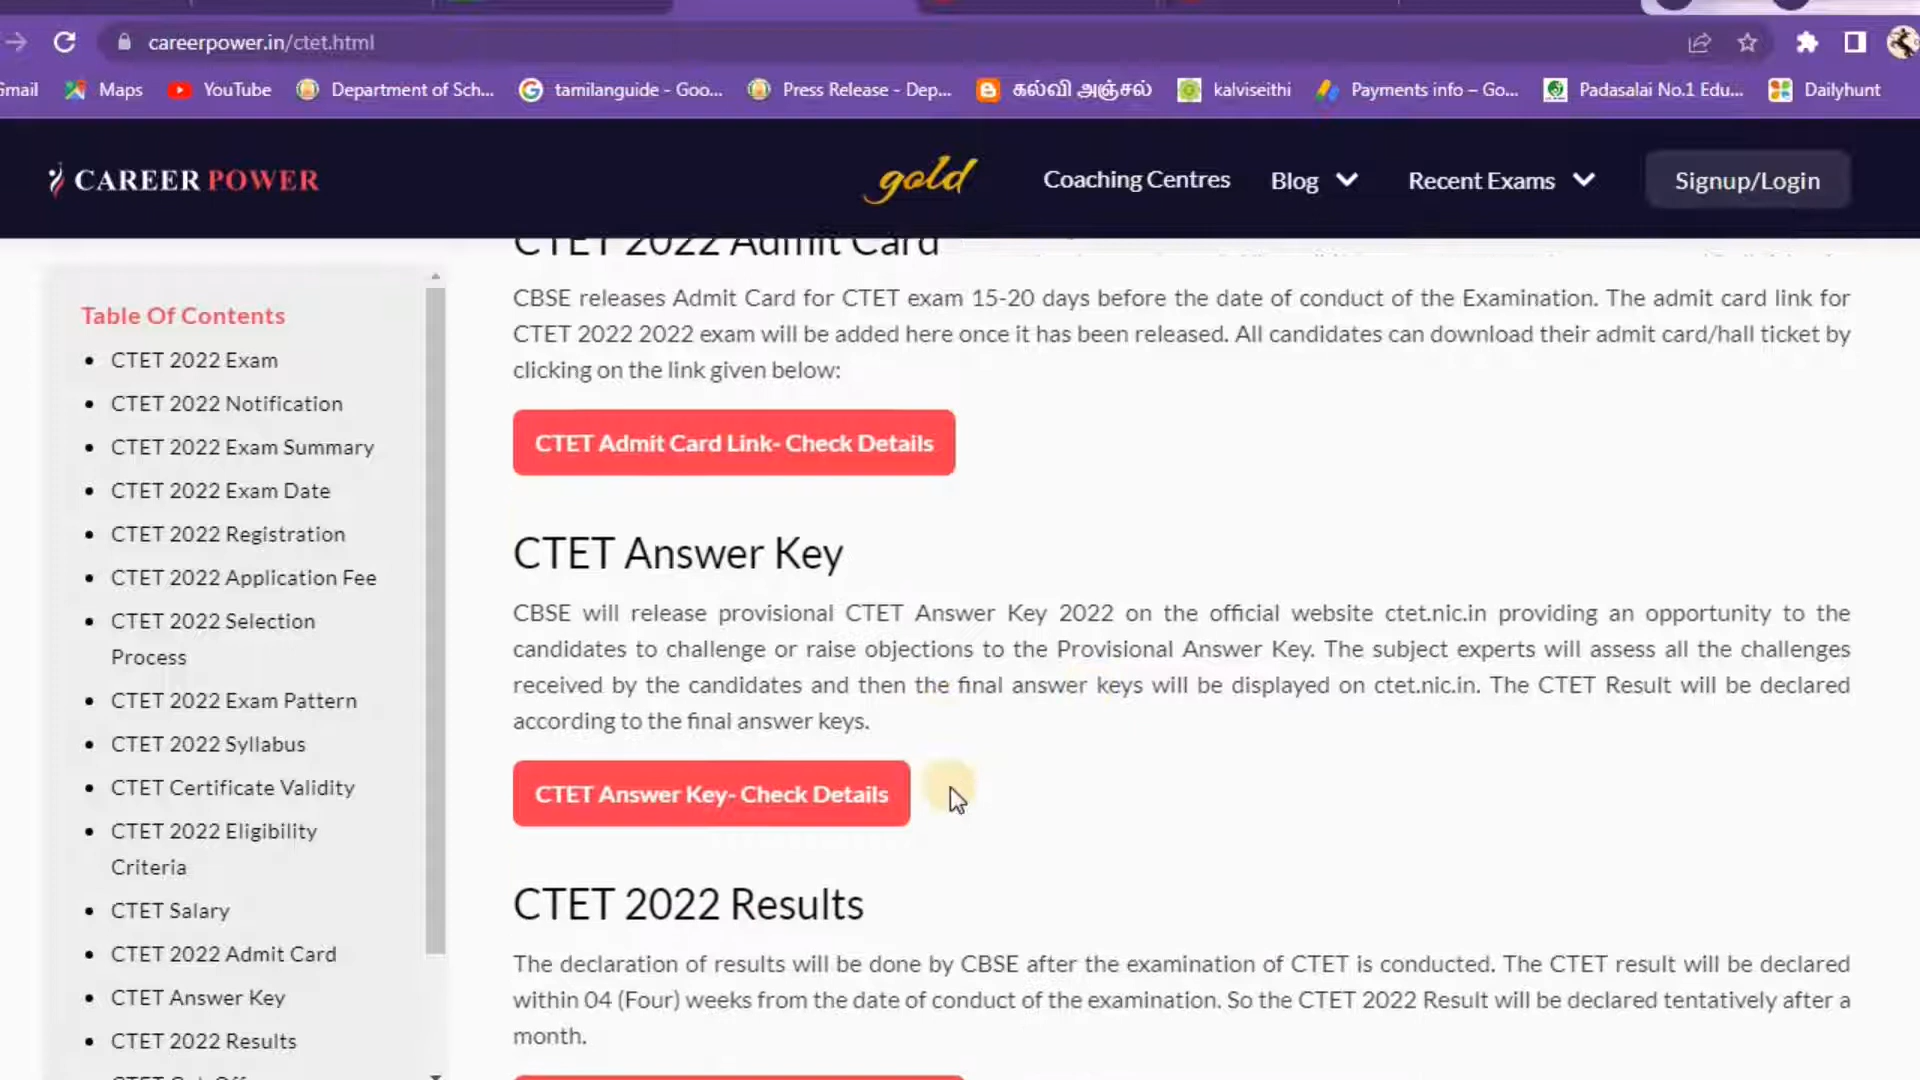 careerpower.in/ctet.html
Gmail Maps YouTube Department of Sch... tamilanguide - Goo... Press Release - Dep... கல்வி அஞ்சல் kalviseithi Payments info – Go... Padasalai No.1 Edu... Dailyhunt
CAREER POWER gold Coaching Centres Blog Recent Exams Signup/Login
Table Of Contents
CTET 2022 Exam
CTET 2022 Notification
CTET 2022 Exam Summary
CTET 2022 Exam Date
CTET 2022 Registration
CTET 2022 Application Fee
CTET 2022 Selection
Process
CTET 2022 Exam Pattern
CTET 2022 Syllabus
CTET Certificate Validity
CTET 2022 Eligibility
Criteria
CTET Salary
CTET 2022 Admit Card
CTET Answer Key
CTET 2022 Results
CTET 2022 Admit Card
CBSE releases Admit Card for CTET exam 15-20 days before the date of conduct of the Examination. The admit card link for
CTET 2022 2022 exam will be added here once it has been released. All candidates can download their admit card/hall ticket by
clicking on the link given below:
CTET Admit Card Link- Check Details
CTET Answer Key
CBSE will release provisional CTET Answer Key 2022 on the official website ctet.nic.in providing an opportunity to the
candidates to challenge or raise objections to the Provisional Answer Key. The subject experts will assess all the challenges
received by the candidates and then the final answer keys will be displayed on ctet.nic.in. The CTET Result will be declared
according to the final answer keys.
CTET Answer Key- Check Details
CTET 2022 Results
The declaration of results will be done by CBSE after the examination of CTET is conducted. The CTET result will be declared
within 04 (Four) weeks from the date of conduct of the examination. So the CTET 2022 Result will be declared tentatively after a
month.